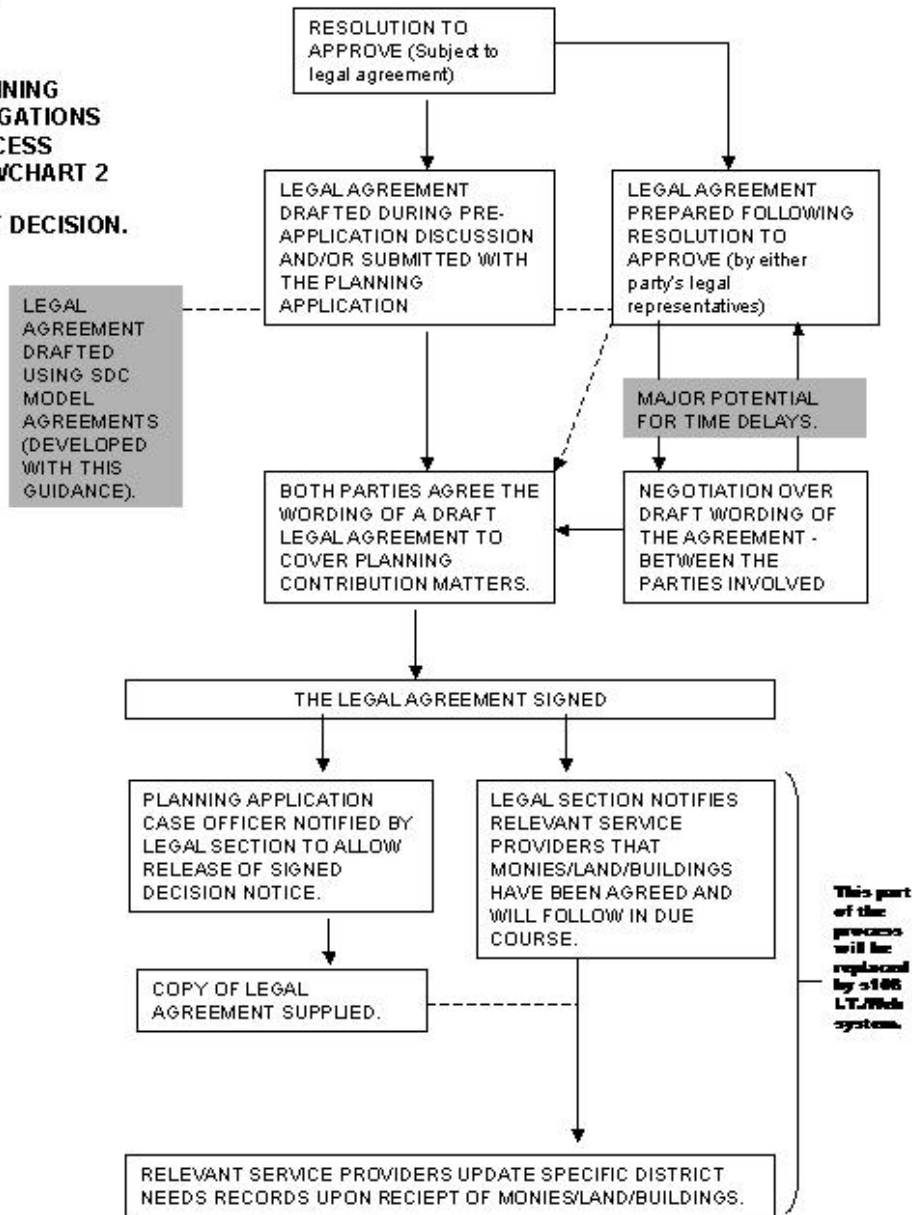 RESOLUTION TO
APPROVE (Subject to
legal agreement)
NNING
GATIONS
CESS
WCHART 2
T DECISION.
LEGAL AGREEMENT
DRAFTED DURING PRE-
APPLICATION DISCUSSION
AND/OR SUBMITTED WITH
THE PLANNING
APPLICATION
LEGAL AGREEMENT
PREPARED FOLLOWING
RESOLUTION TO
APPROVE (by either
party's legal
representatives)
LEGAL
AGREEMENT
DRAFTED
USING SDC
MODEL
AGREEMENTS
(DEVELOPED
WITH THIS
GUIDANCE).
MAJOR POTENTIAL
FOR TIME DELAYS.
BOTH PARTIES AGREE THE
WORDING OF A DRAFT
LEGAL AGREEMENT TO
COVER PLANNING
CONTRIBUTION MATTERS.
NEGOTIATION OVER
DRAFT WORDING OF
THE AGREEMENT -
BETWEEN THE
PARTIES INVOLVED
THE LEGAL AGREEMENT SIGNED
PLANNING APPLICATION
CASE OFFICER NOTIFIED BY
LEGAL SECTION TO ALLOW
RELEASE OF SIGNED
DECISION NOTICE.
LEGAL SECTION NOTIFIES
RELEVANT SERVICE
PROVIDERS THAT
MONIES/LAND/BUILDINGS
HAVE BEEN AGREED AND
WILL FOLLOW IN DUE
COURSE.
This part
of the
process
will be
replaced
by s106
I.T./Web
system.
COPY OF LEGAL
AGREEMENT SUPPLIED.
RELEVANT SERVICE PROVIDERS UPDATE SPECIFIC DISTRICT
NEEDS RECORDS UPON RECIEPT OF MONIES/LAND/BUILDINGS.